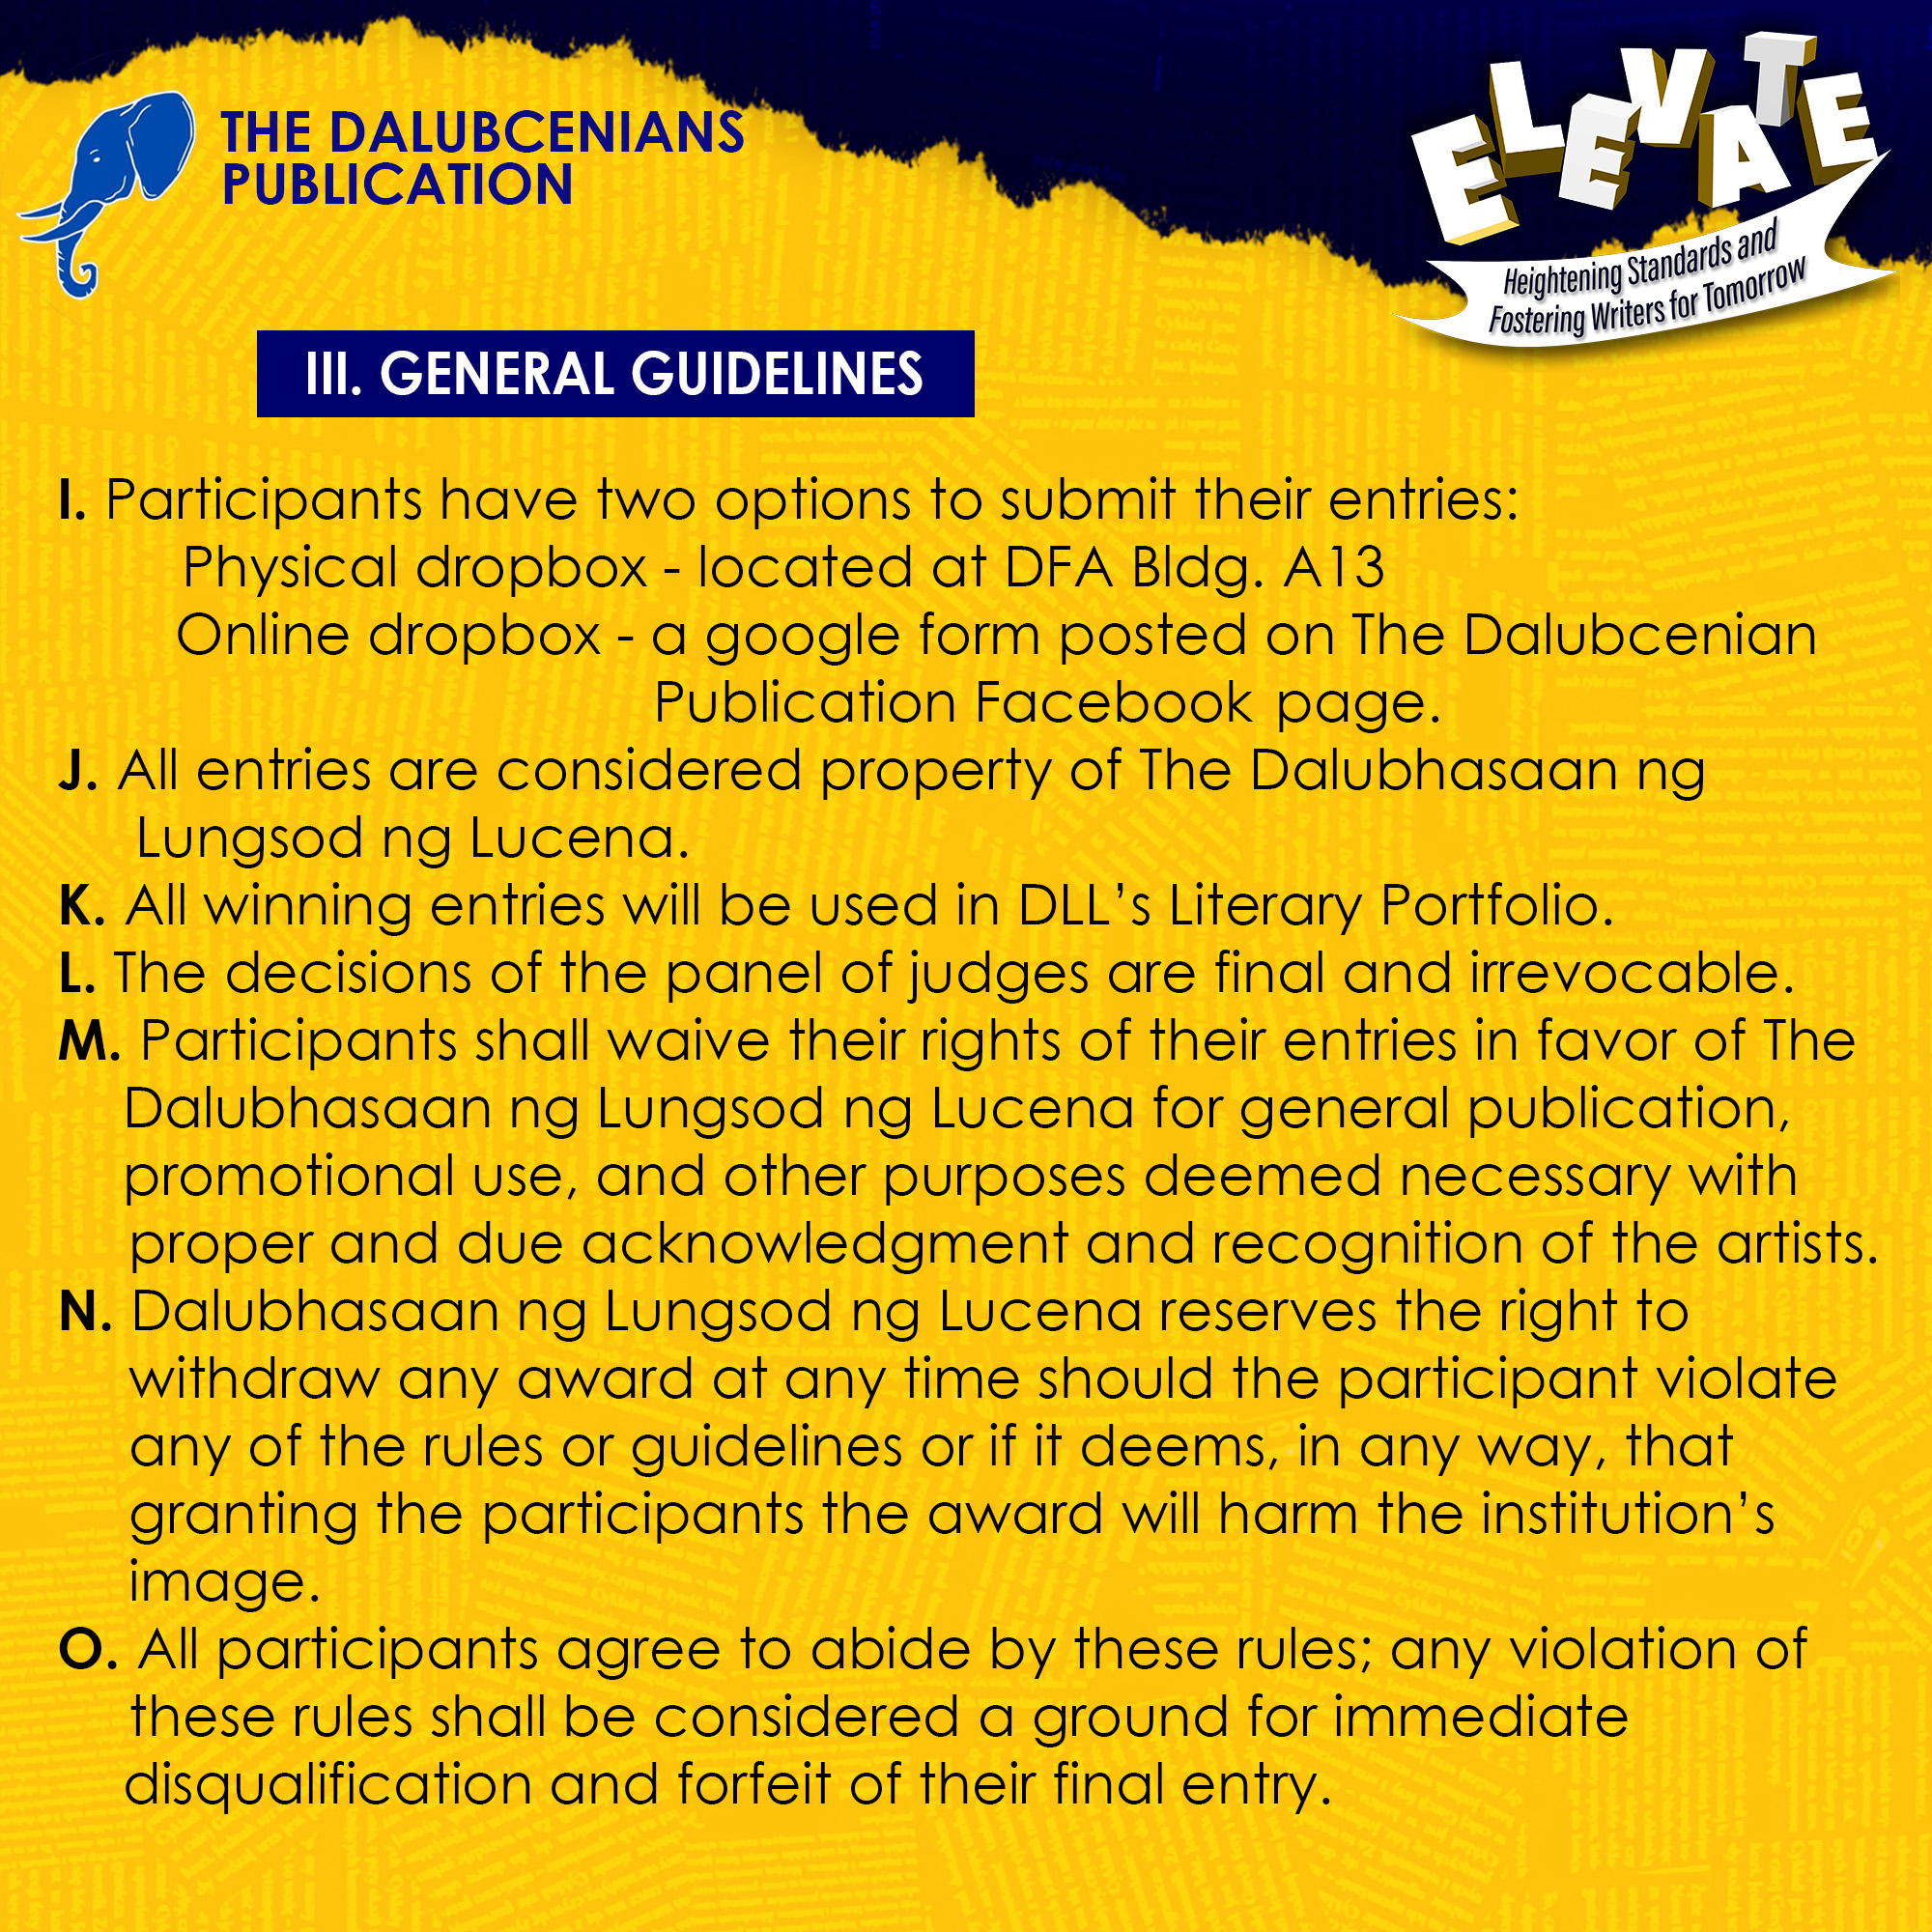 THE DALUBCENIANS
PUBLICATION
ELEVATE
Heightening Standards and
Fostering Writers for Tomorrow
III. GENERAL GUIDELINES
I. Participants have two options to submit their entries:
Physical dropbox - located at DFA Bldg. A13
Online dropbox - a google form posted on The Dalubcenian
Publication Facebook page.
J. All entries are considered property of The Dalubhasaan ng
Lungsod ng Lucena.
K. All winning entries will be used in DLL’s Literary Portfolio.
L. The decisions of the panel of judges are final and irrevocable.
M. Participants shall waive their rights of their entries in favor of The
Dalubhasaan ng Lungsod ng Lucena for general publication,
promotional use, and other purposes deemed necessary with
proper and due acknowledgment and recognition of the artists.
N. Dalubhasaan ng Lungsod ng Lucena reserves the right to
withdraw any award at any time should the participant violate
any of the rules or guidelines or if it deems, in any way, that
granting the participants the award will harm the institution’s
image.
O. All participants agree to abide by these rules; any violation of
these rules shall be considered a ground for immediate
disqualification and forfeit of their final entry.